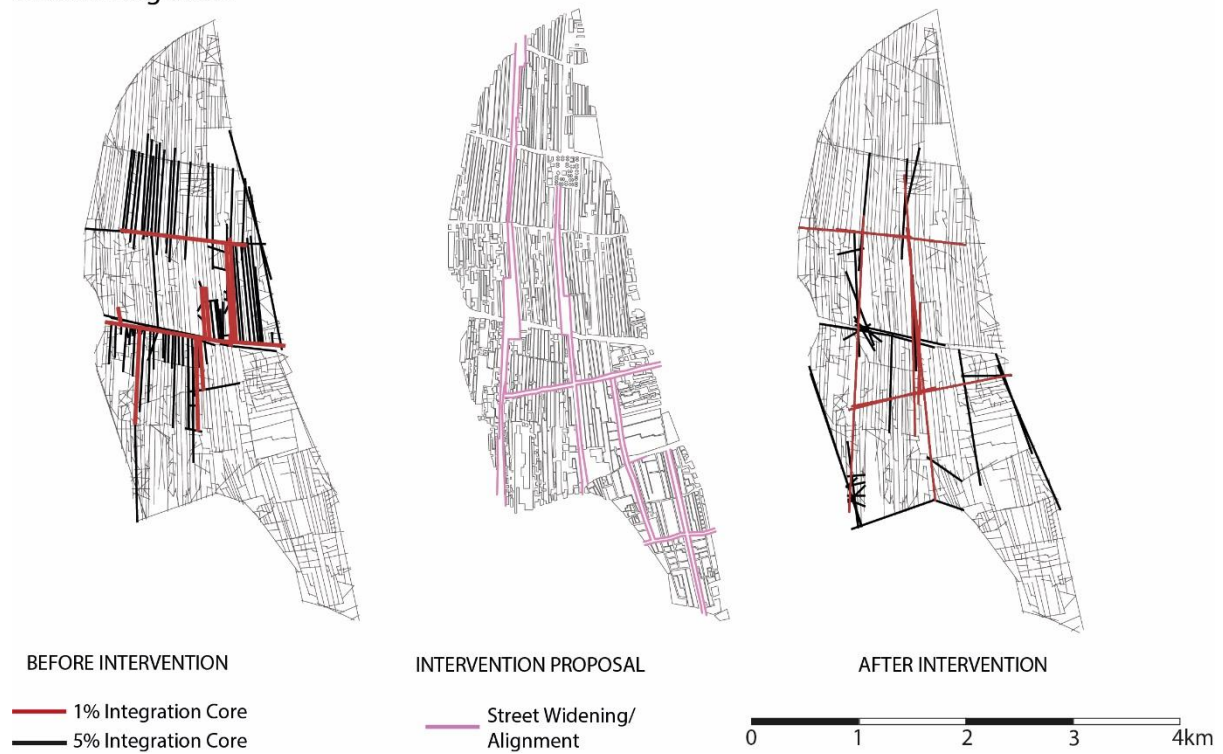 BEFORE INTERVENTION
INTERVENTION PROPOSAL
AFTER INTERVENTION
1% Integration Core
5% Integration Core
Street Widening/
Alignment
0 1 2 3 4km